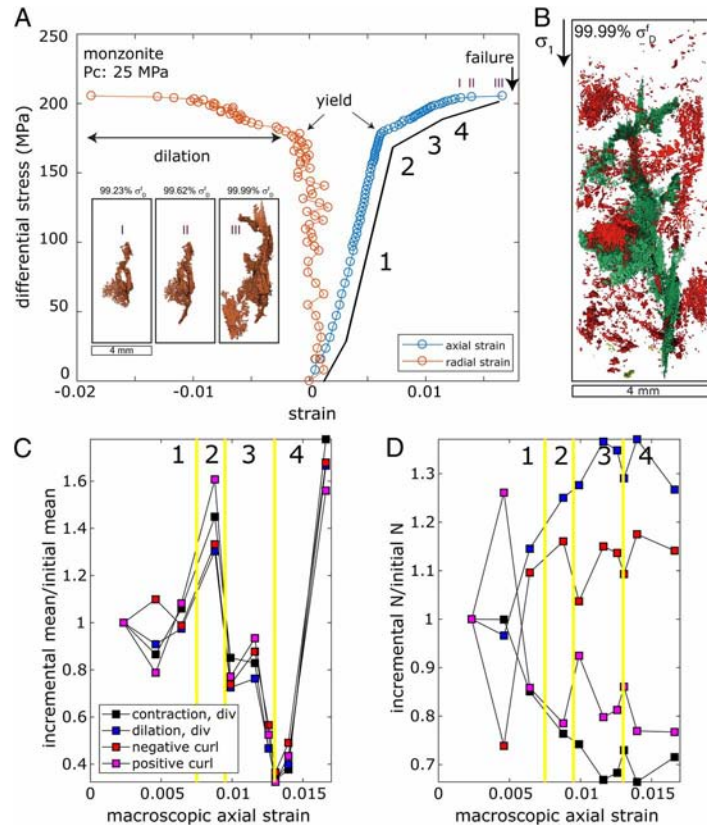 A
differential stress (MPa)
250
200
150
100
50
0
monzonite
Pc: 25 MPa
failure
I II III
yield
dilation
1
2
3
4
99.23% σᶠD
99.62% σᶠD
99.99% σᶠD
I
II
III
4 mm
axial strain
radial strain
-0.02
-0.01
0
0.01
strain
B
σ1
99.99% σᶠD
4 mm
C
incremental mean/initial mean
1.6
1.4
1.2
1
0.8
0.6
0.4
1 2 3 4
contraction, div
dilation, div
negative curl
positive curl
0 0.005 0.01 0.015
macroscopic axial strain
D
incremental N/initial N
1.3
1.2
1.1
1
0.9
0.8
0.7
1 2 3 4
0 0.005 0.01 0.015
macroscopic axial strain